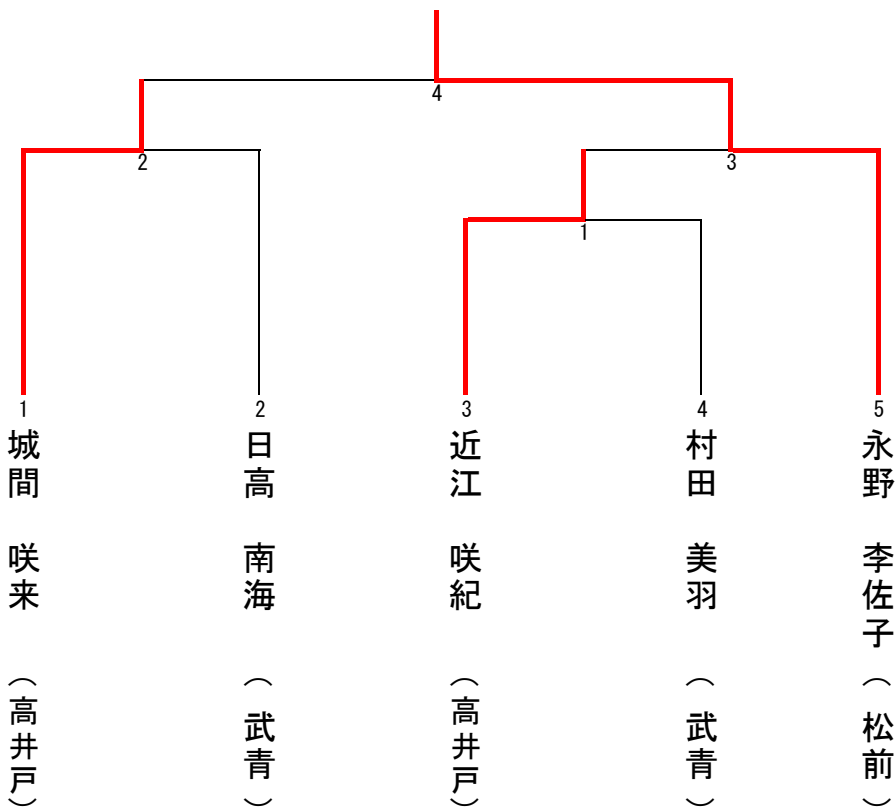 4
2
3
1
1
城間 咲来 （高井戸）
2
日高 南海 （武青）
3
近江 咲紀 （高井戸）
4
村田 美羽 （武青）
5
永野 李佐子 （松前）